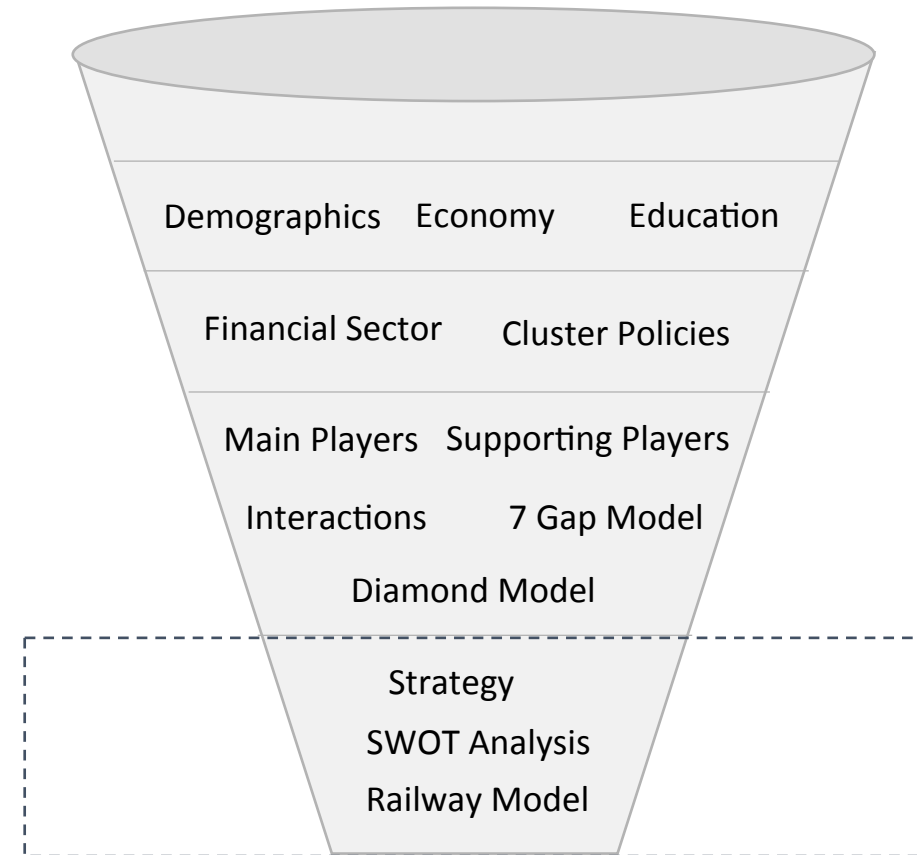 Demographics Economy Education
Financial Sector Cluster Policies
Main Players Supporting Players
Interactions 7 Gap Model
Diamond Model
Strategy
SWOT Analysis
Railway Model